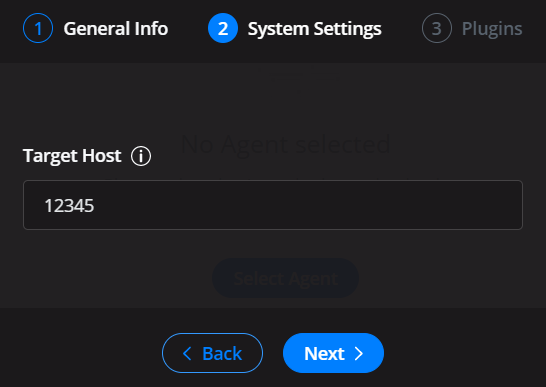 1 General Info 2 System Settings 3 Plugins
No Agent selected
Target Host
12345
Select Agent
Back Next